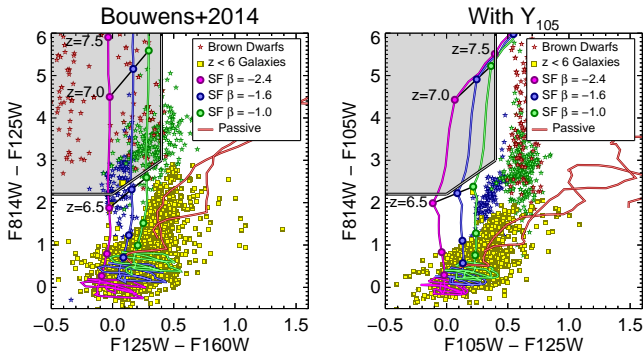 Bouwens+2014
With Y105
6
5
4
3
2
1
0
F814W − F125W
z=7.5
z=7.0
z=6.5
Brown Dwarfs
z < 6 Galaxies
SF β = −2.4
SF β = −1.6
SF β = −1.0
Passive
−0.5 0.0 0.5 1.0 1.5
F125W − F160W
6
5
4
3
2
1
0
F814W − F105W
z=7.5
z=7.0
z=6.5
Brown Dwarfs
z < 6 Galaxies
SF β = −2.4
SF β = −1.6
SF β = −1.0
Passive
−0.5 0.0 0.5 1.0 1.5
F105W − F125W